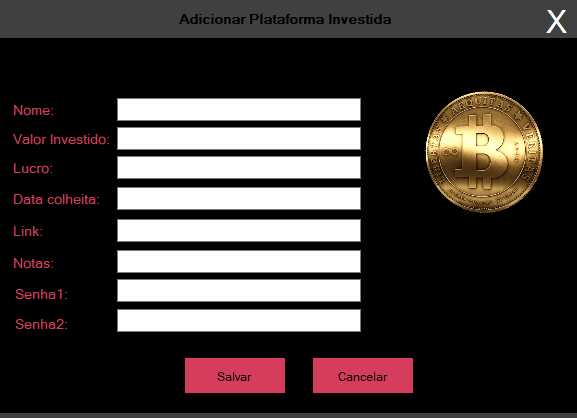 Adicionar Plataforma Investida
X
Nome:
Valor Investido:
Lucro:
Data colheita:
Link:
Notas:
Senha1:
Senha2:
Salvar
Cancelar